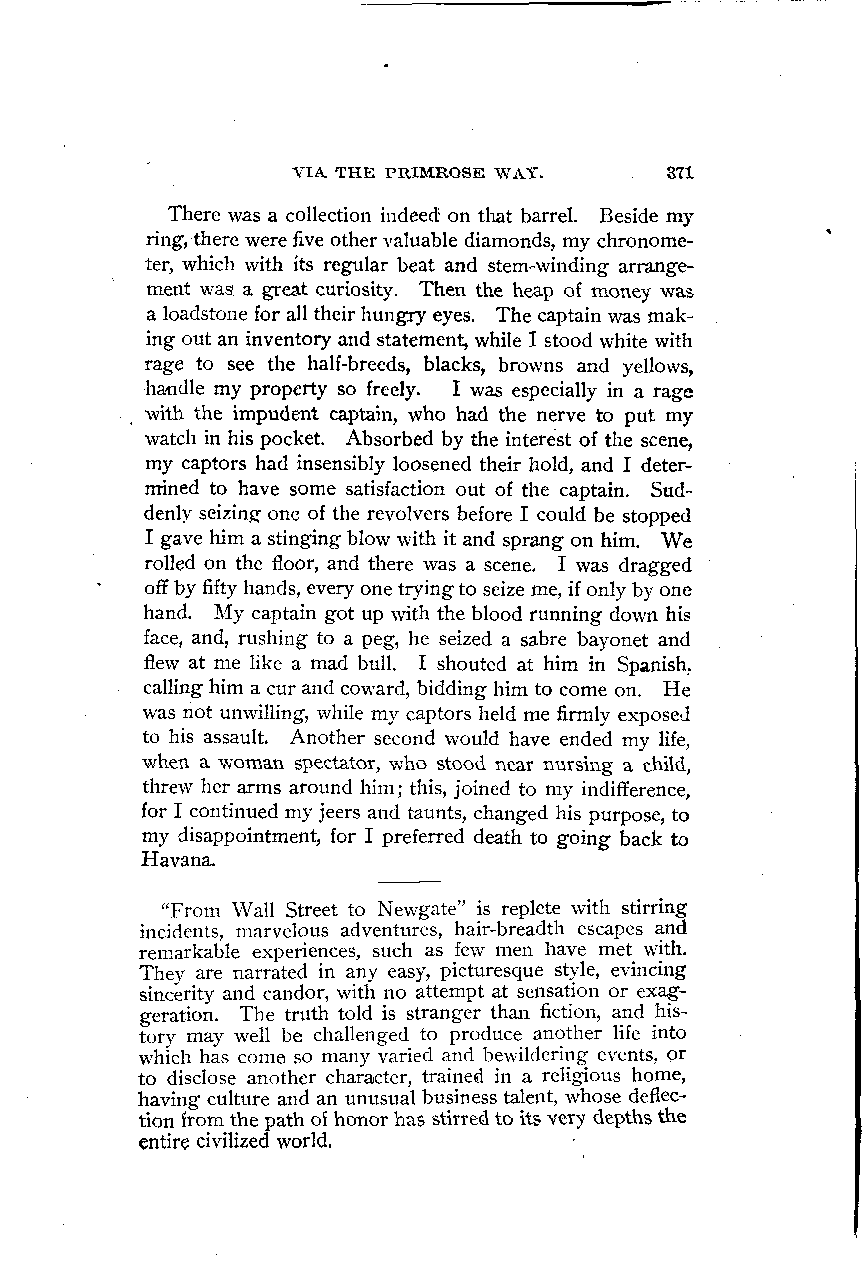 VIA THE PRIMROSE WAY. 371
There was a collection indeed on that barrel. Beside my
ring, there were five other valuable diamonds, my chronome-
ter, which with its regular beat and stem-winding arrange-
ment was a great curiosity. Then the heap of money was
a loadstone for all their hungry eyes. The captain was mak-
ing out an inventory and statement, while I stood white with
rage to see the half-breeds, blacks, browns and yellows,
handle my property so freely. I was especially in a rage
with the impudent captain, who had the nerve to put my
watch in his pocket. Absorbed by the interest of the scene,
my captors had insensibly loosened their hold, and I deter-
mined to have some satisfaction out of the captain. Sud-
denly seizing one of the revolvers before I could be stopped
I gave him a stinging blow with it and sprang on him. We
rolled on the floor, and there was a scene. I was dragged
off by fifty hands, every one trying to seize me, if only by one
hand. My captain got up with the blood running down his
face, and, rushing to a peg, he seized a sabre bayonet and
flew at me like a mad bull. I shouted at him in Spanish,
calling him a cur and coward, bidding him to come on. He
was not unwilling, while my captors held me firmly exposed
to his assault. Another second would have ended my life,
when a woman spectator, who stood near nursing a child,
threw her arms around him; this, joined to my indifference,
for I continued my jeers and taunts, changed his purpose, to
my disappointment, for I preferred death to going back to
Havana.
"From Wall Street to Newgate" is replete with stirring
incidents, marvelous adventures, hair-breadth escapes and
remarkable experiences, such as few men have met with.
They are narrated in any easy, picturesque style, evincing
sincerity and candor, with no attempt at sensation or exag-
geration. The truth told is stranger than fiction, and his-
tory may well be challenged to produce another life into
which has come so many varied and bewildering events, or
to disclose another character, trained in a religious home,
having culture and an unusual business talent, whose deflec-
tion from the path of honor has stirred to its very depths the
entire civilized world.